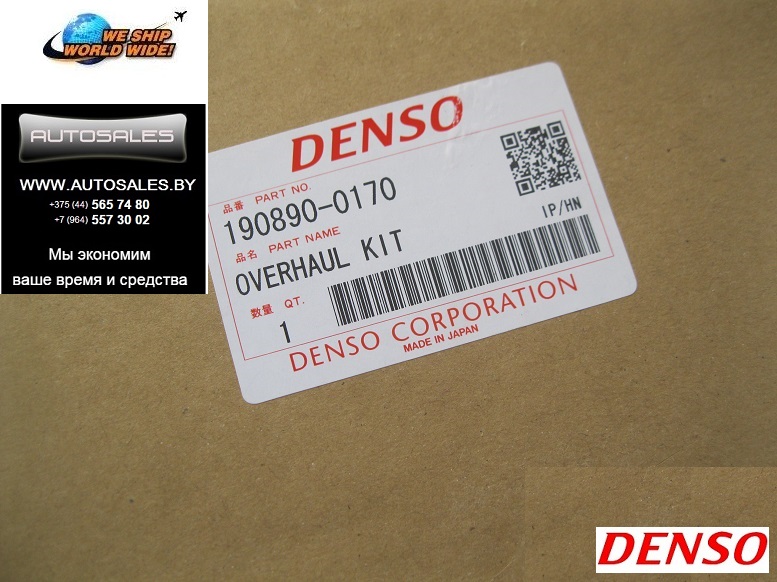 WE SHIP
WORLD WIDE!
AUTOSALES
WWW.AUTOSALES.BY
+375 (44) 565 74 80
+7 (964) 557 30 02
Мы экономим
ваше время и средства
DENSO
品番 PART NO.
190890-0170
品名 PART NAME
OVERHAUL KIT
IP/HN
数量 QT.
1
DENSO CORPORATION
MADE IN JAPAN
DENSO